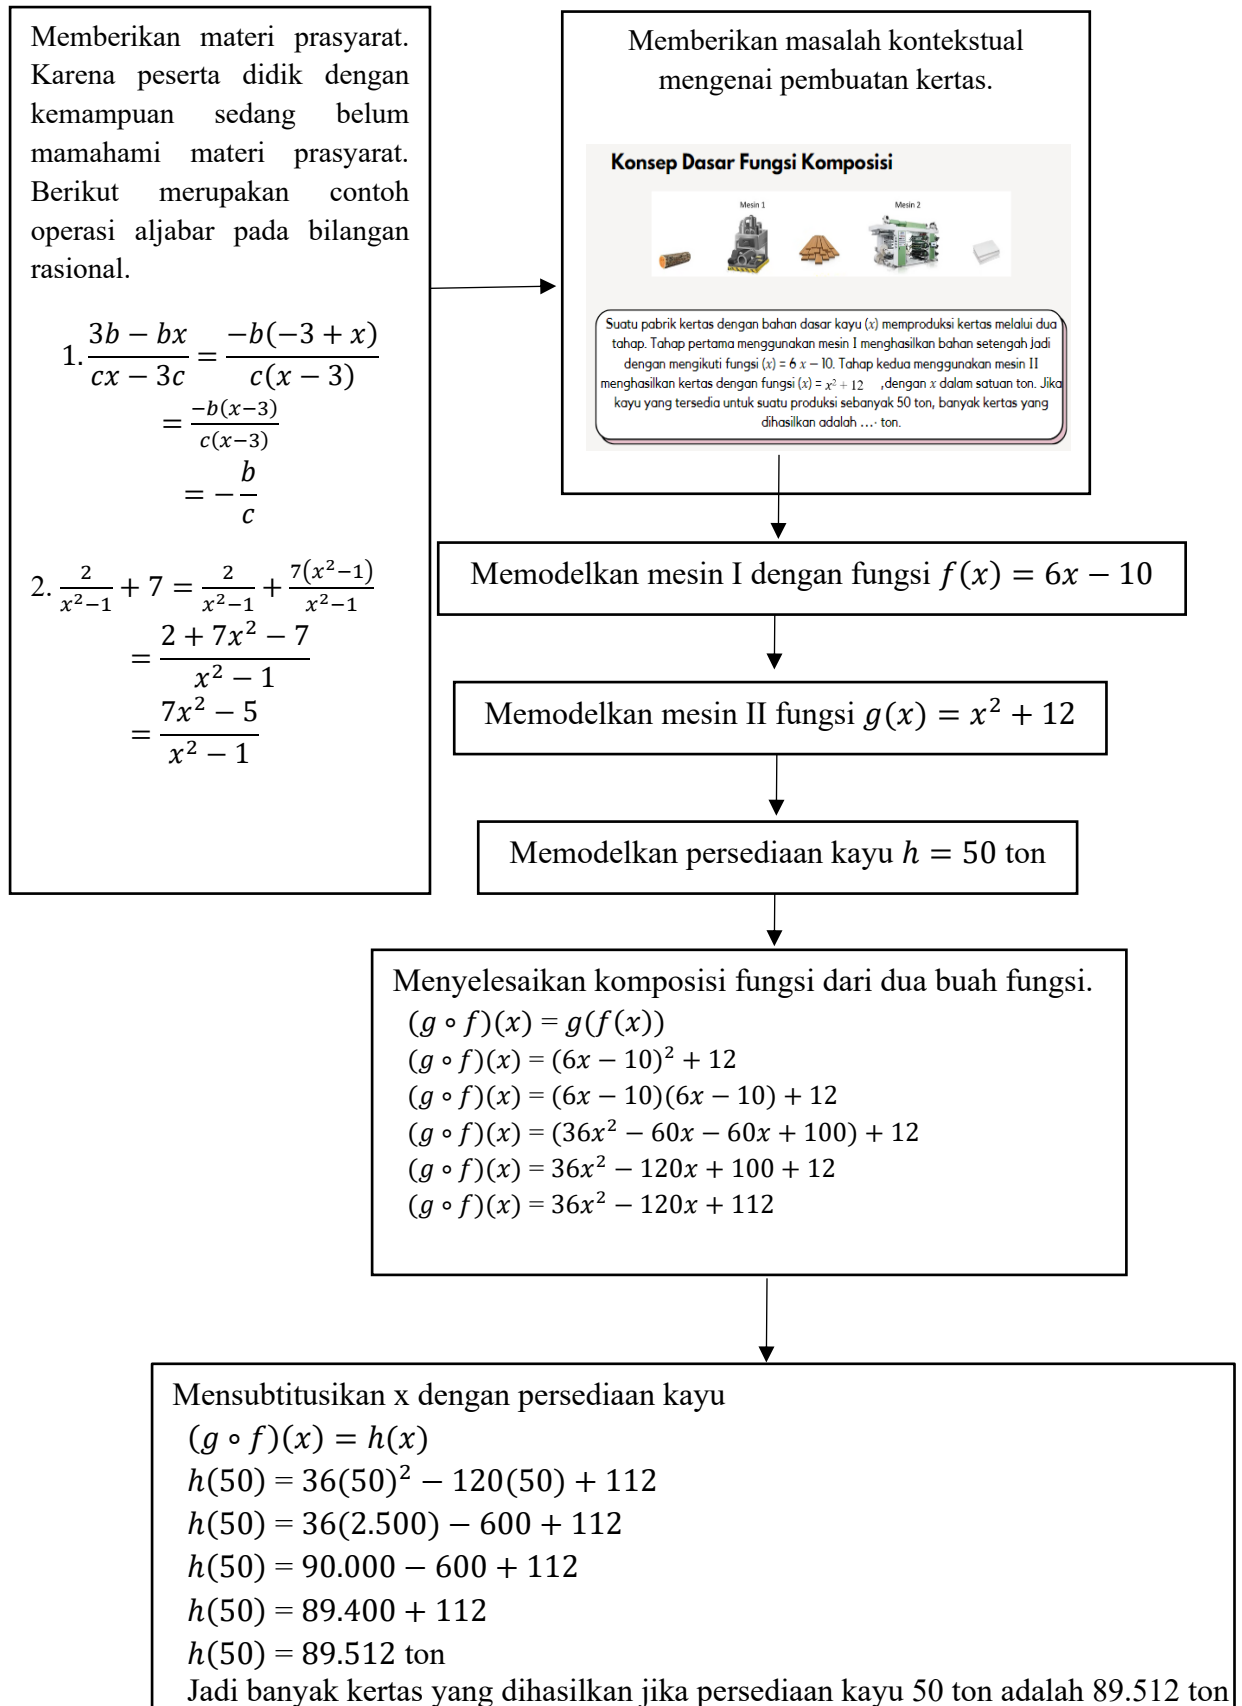 Memberikan materi prasyarat.
Karena peserta didik dengan
kemampuan sedang belum
mamahami materi prasyarat.
Berikut merupakan contoh
operasi aljabar pada bilangan
rasional.
1. \frac{3b − bx}{cx − 3c} = \frac{−b(−3 + x)}{c(x − 3)}
= \frac{−b(x−3)}{c(x−3)}
= −\frac{b}{c}
2. \frac{2}{x²−1} + 7 = \frac{2}{x²−1} + \frac{7(x²−1)}{x²−1}
= \frac{2 + 7x² − 7}{x² − 1}
= \frac{7x² − 5}{x² − 1}
Memberikan masalah kontekstual
mengenai pembuatan kertas.
Konsep Dasar Fungsi Komposisi
Mesin 1
Mesin 2
Suatu pabrik kertas dengan bahan dasar kayu (x) memproduksi kertas melalui dua
tahap. Tahap pertama menggunakan mesin I menghasilkan bahan setengah jadi
dengan mengikuti fungsi (x) = 6 x − 10. Tahap kedua menggunakan mesin II
menghasilkan kertas dengan fungsi (x) = x² + 12 ,dengan x dalam satuan ton. Jika
kayu yang tersedia untuk suatu produksi sebanyak 50 ton, banyak kertas yang
dihasilkan adalah …. ton.
Memodelkan mesin I dengan fungsi f(x) = 6x − 10
Memodelkan mesin II fungsi g(x) = x² + 12
Memodelkan persediaan kayu h = 50 ton
Menyelesaikan komposisi fungsi dari dua buah fungsi.
(g ∘ f)(x) = g(f(x))
(g ∘ f)(x) = (6x − 10)² + 12
(g ∘ f)(x) = (6x − 10)(6x − 10) + 12
(g ∘ f)(x) = (36x² − 60x − 60x + 100) + 12
(g ∘ f)(x) = 36x² − 120x + 100 + 12
(g ∘ f)(x) = 36x² − 120x + 112
Mensubtitusikan x dengan persediaan kayu
(g ∘ f)(x) = h(x)
h(50) = 36(50)² − 120(50) + 112
h(50) = 36(2.500) − 600 + 112
h(50) = 90.000 − 600 + 112
h(50) = 89.400 + 112
h(50) = 89.512 ton
Jadi banyak kertas yang dihasilkan jika persediaan kayu 50 ton adalah 89.512 ton